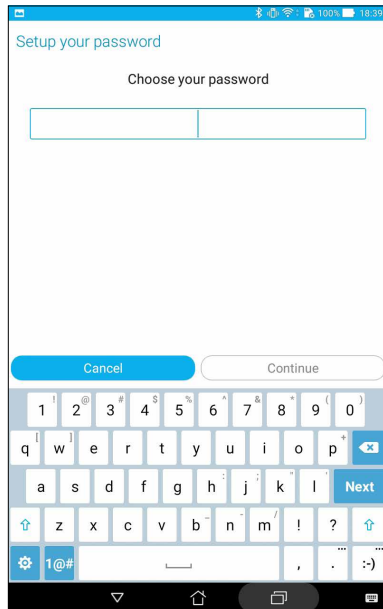 100% 18:39
Setup your password
Choose your password
Cancel Continue
! @ # $ % ^ & * ( )
1 2 3 4 5 6 7 8 9 0
[ ] +
q w e r t y u i o p
: ; " '
a s d f g h j k l Next
_ - /
z x c v b n m ! ?
1@# , . :-)